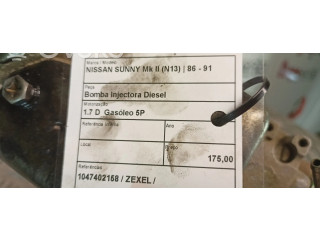 Marca / Modelo
NISSAN SUNNY Mk II (N13) | 86 - 91
Peça
Bomba Injectora Diesel
Motorização
1.7 D Gasóleo 5P
Ano
Local
175,00
Referências
1047402158 / ZEXEL /